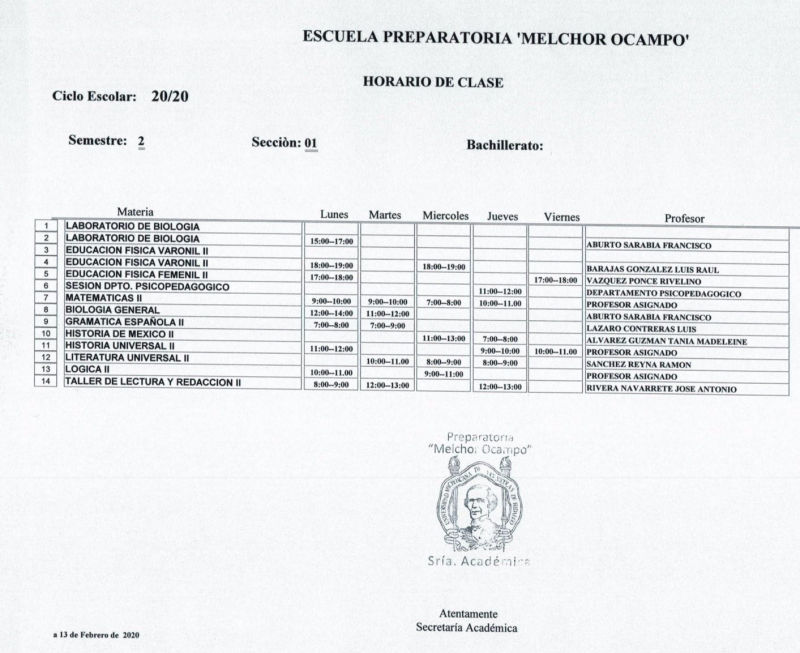 ESCUELA PREPARATORIA 'MELCHOR OCAMPO'
HORARIO DE CLASE
Ciclo Escolar: 20/20
Semestre: 2 Secciòn: 01 Bachillerato:
Materia Lunes Martes Miercoles Jueves Viernes Profesor
1 LABORATORIO DE BIOLOGIA
2 LABORATORIO DE BIOLOGIA 15:00--17:00 ABURTO SARABIA FRANCISCO
3 EDUCACION FISICA VARONIL II
4 EDUCACION FISICA VARONIL II 18:00--19:00 18:00--19:00 BARAJAS GONZALEZ LUIS RAUL
5 EDUCACION FISICA FEMENIL II 17:00--18:00 17:00--18:00 VAZQUEZ PONCE RIVELINO
6 SESION DPTO. PSICOPEDAGOGICO 11:00--12:00 DEPARTAMENTO PSICOPEDAGOGICO
7 MATEMATICAS II 9:00--10:00 9:00--10:00 7:00--8:00 10:00--11.00 PROFESOR ASIGNADO
8 BIOLOGIA GENERAL 12:00--14:00 11:00--12:00 ABURTO SARABIA FRANCISCO
9 GRAMATICA ESPAÑOLA II 7:00--8:00 7:00--9:00 LAZARO CONTRERAS LUIS
10 HISTORIA DE MEXICO II 11:00--13:00 7:00--8:00 ALVAREZ GUZMAN TANIA MADELEINE
11 HISTORIA UNIVERSAL II 11:00--12:00 9:00--10:00 10:00--11.00 PROFESOR ASIGNADO
12 LITERATURA UNIVERSAL II 10:00--11.00 8:00--9:00 8:00--9:00 SANCHEZ REYNA RAMON
13 LOGICA II 10:00--11.00 9:00--11:00 PROFESOR ASIGNADO
14 TALLER DE LECTURA Y REDACCION II 8:00--9:00 12:00--13:00 12:00--13:00 RIVERA NAVARRETE JOSE ANTONIO
Preparatoria
"Melchor Ocampo"
Sría. Académica
Atentamente
Secretaría Académica
a 13 de Febrero de 2020